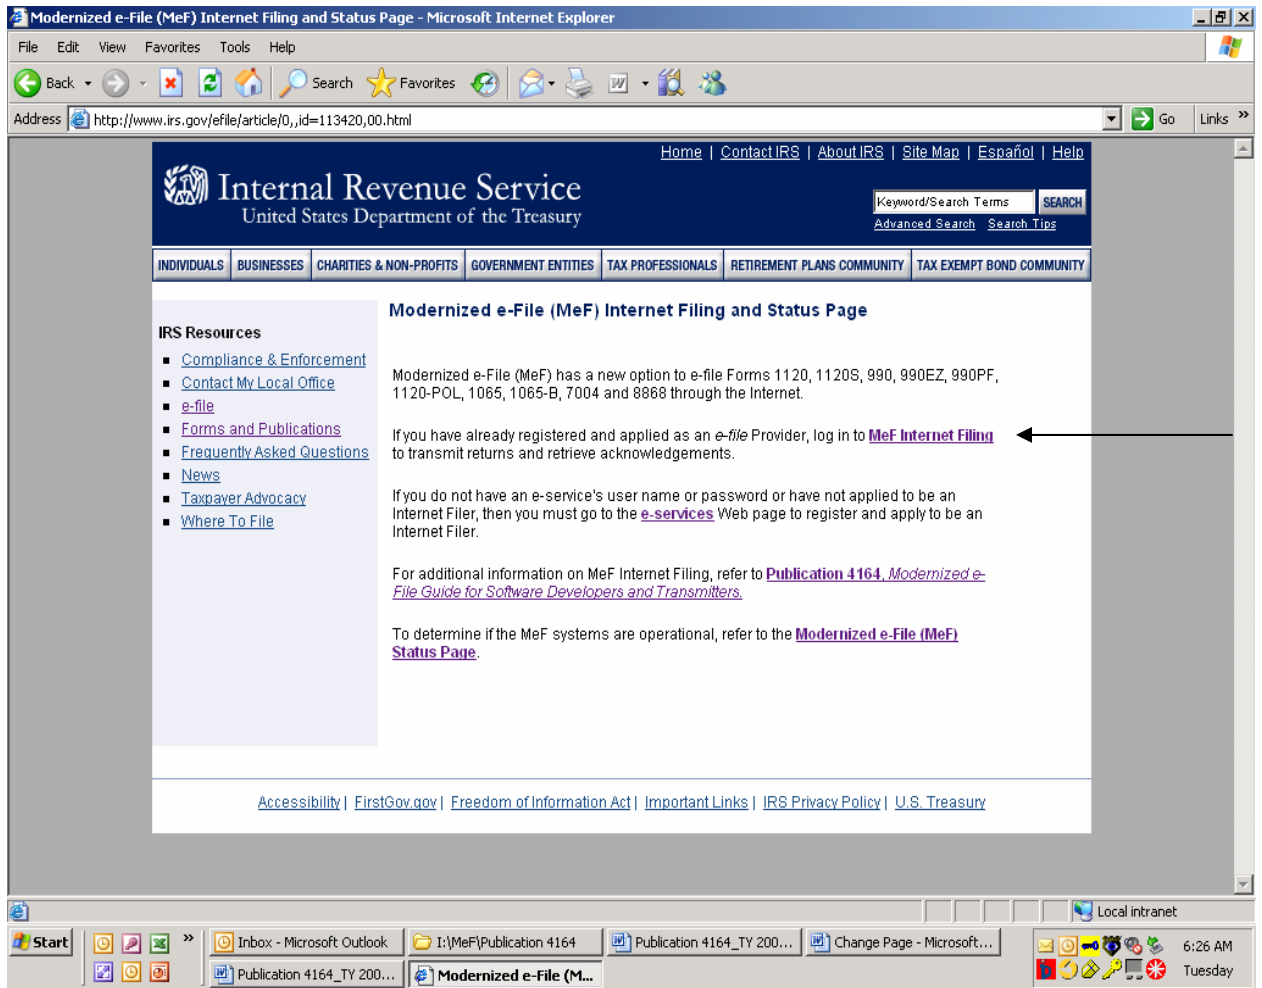 Modernized e-File (MeF) Internet Filing and Status Page - Microsoft Internet Explorer
File Edit View Favorites Tools Help
Back Search Favorites
Address http://www.irs.gov/efile/article/0,,id=113420,00.html Go Links »
Home | Contact IRS | About IRS | Site Map | Español | Help
Internal Revenue Service
United States Department of the Treasury
Keyword/Search Terms SEARCH
Advanced Search Search Tips
INDIVIDUALS BUSINESSES CHARITIES & NON-PROFITS GOVERNMENT ENTITIES TAX PROFESSIONALS RETIREMENT PLANS COMMUNITY TAX EXEMPT BOND COMMUNITY
IRS Resources
Compliance & Enforcement
Contact My Local Office
e-file
Forms and Publications
Frequently Asked Questions
News
Taxpayer Advocacy
Where To File
Modernized e-File (MeF) Internet Filing and Status Page
Modernized e-File (MeF) has a new option to e-file Forms 1120, 1120S, 990, 990EZ, 990PF,
1120-POL, 1065, 1065-B, 7004 and 8868 through the Internet.
If you have already registered and applied as an e-file Provider, log in to MeF Internet Filing
to transmit returns and retrieve acknowledgements.
If you do not have an e-service's user name or password or have not applied to be an
Internet Filer, then you must go to the e-services Web page to register and apply to be an
Internet Filer.
For additional information on MeF Internet Filing, refer to Publication 4164, Modernized e-
File Guide for Software Developers and Transmitters.
To determine if the MeF systems are operational, refer to the Modernized e-File (MeF)
Status Page.
Accessibility | FirstGov.gov | Freedom of Information Act | Important Links | IRS Privacy Policy | U.S. Treasury
Local intranet
Start » Inbox - Microsoft Outlook I:\MeF\Publication 4164 Publication 4164_TY 200... Change Page - Microsoft... 6:26 AM
Publication 4164_TY 200... Modernized e-File (M... Tuesday